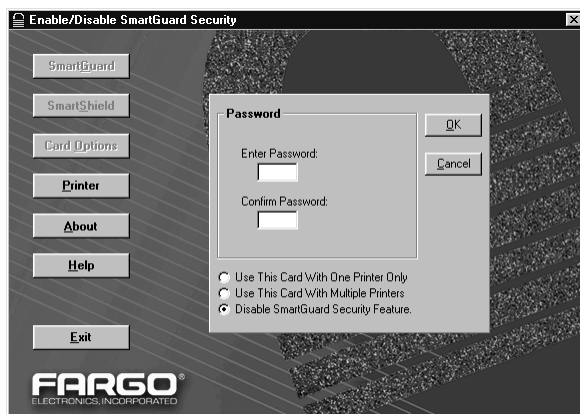 Enable/Disable SmartGuard Security
SmartGuard
SmartShield
Card Options
Printer
About
Help
Exit
Password
Enter Password:
Confirm Password:
OK
Cancel
Use This Card With One Printer Only
Use This Card With Multiple Printers
Disable SmartGuard Security Feature.
FARGO®
ELECTRONICS, INCORPORATED